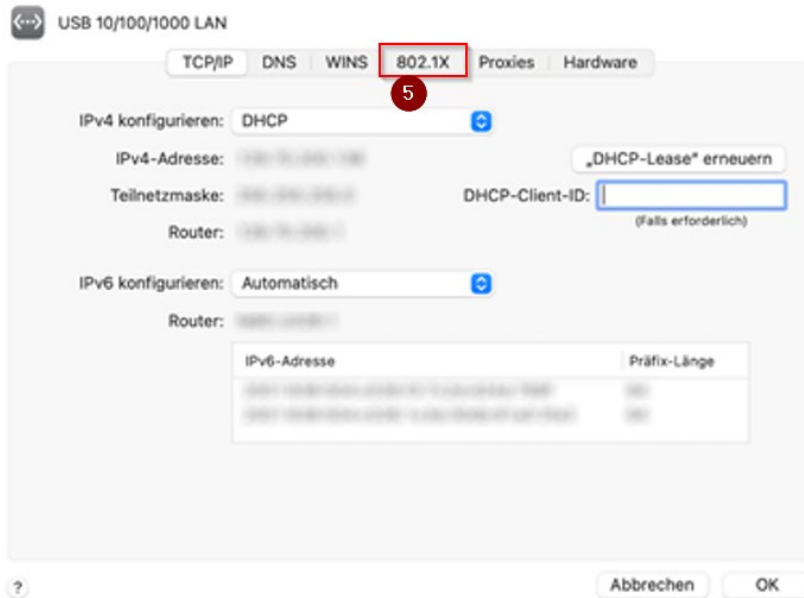 USB 10/100/1000 LAN
TCP/IP DNS WINS 802.1X Proxies Hardware
5
IPv4 konfigurieren: DHCP
IPv4-Adresse: „DHCP-Lease“ erneuern
Teilnetzmaske: DHCP-Client-ID:
(Falls erforderlich)
Router:
IPv6 konfigurieren: Automatisch
Router:
IPv6-Adresse Präfix-Länge
? Abbrechen OK